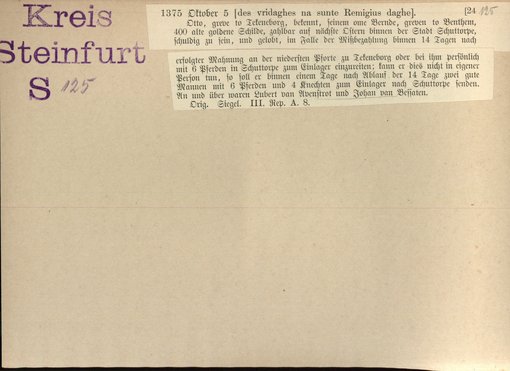 Kreis
Steinfurt
S 125
1375 Oktober 5 [des vridaghes na sunte Remigius daghe]. [24 125
Otto, greve to Tekeneborg, bekennt, seinem ome Bernde, greven to Benthem,
400 alte goldene Schilde, zahlbar auf nächste Ostern binnen der Stadt Schuttorpe,
schuldig zu sein, und gelobt, im Falle der Mißbezahlung binnen 14 Tagen nach
erfolgter Mahnung an der niedersten Pforte zu Tekeneborg oder bei ihm persönlich
mit 6 Pferden in Schuttorpe zum Einlager einzureiten; kann er dies nicht in eigener
Person tun, so soll er binnen einem Tage nach Ablauf der 14 Tage zwei gute
Mannen mit 6 Pferden und 4 Knechten zum Einlager nach Schuttorpe senden.
An und über waren Lubert van Avenstrot und Johan van Bessaten.
Orig. Siegel. III. Rep. A. 8.